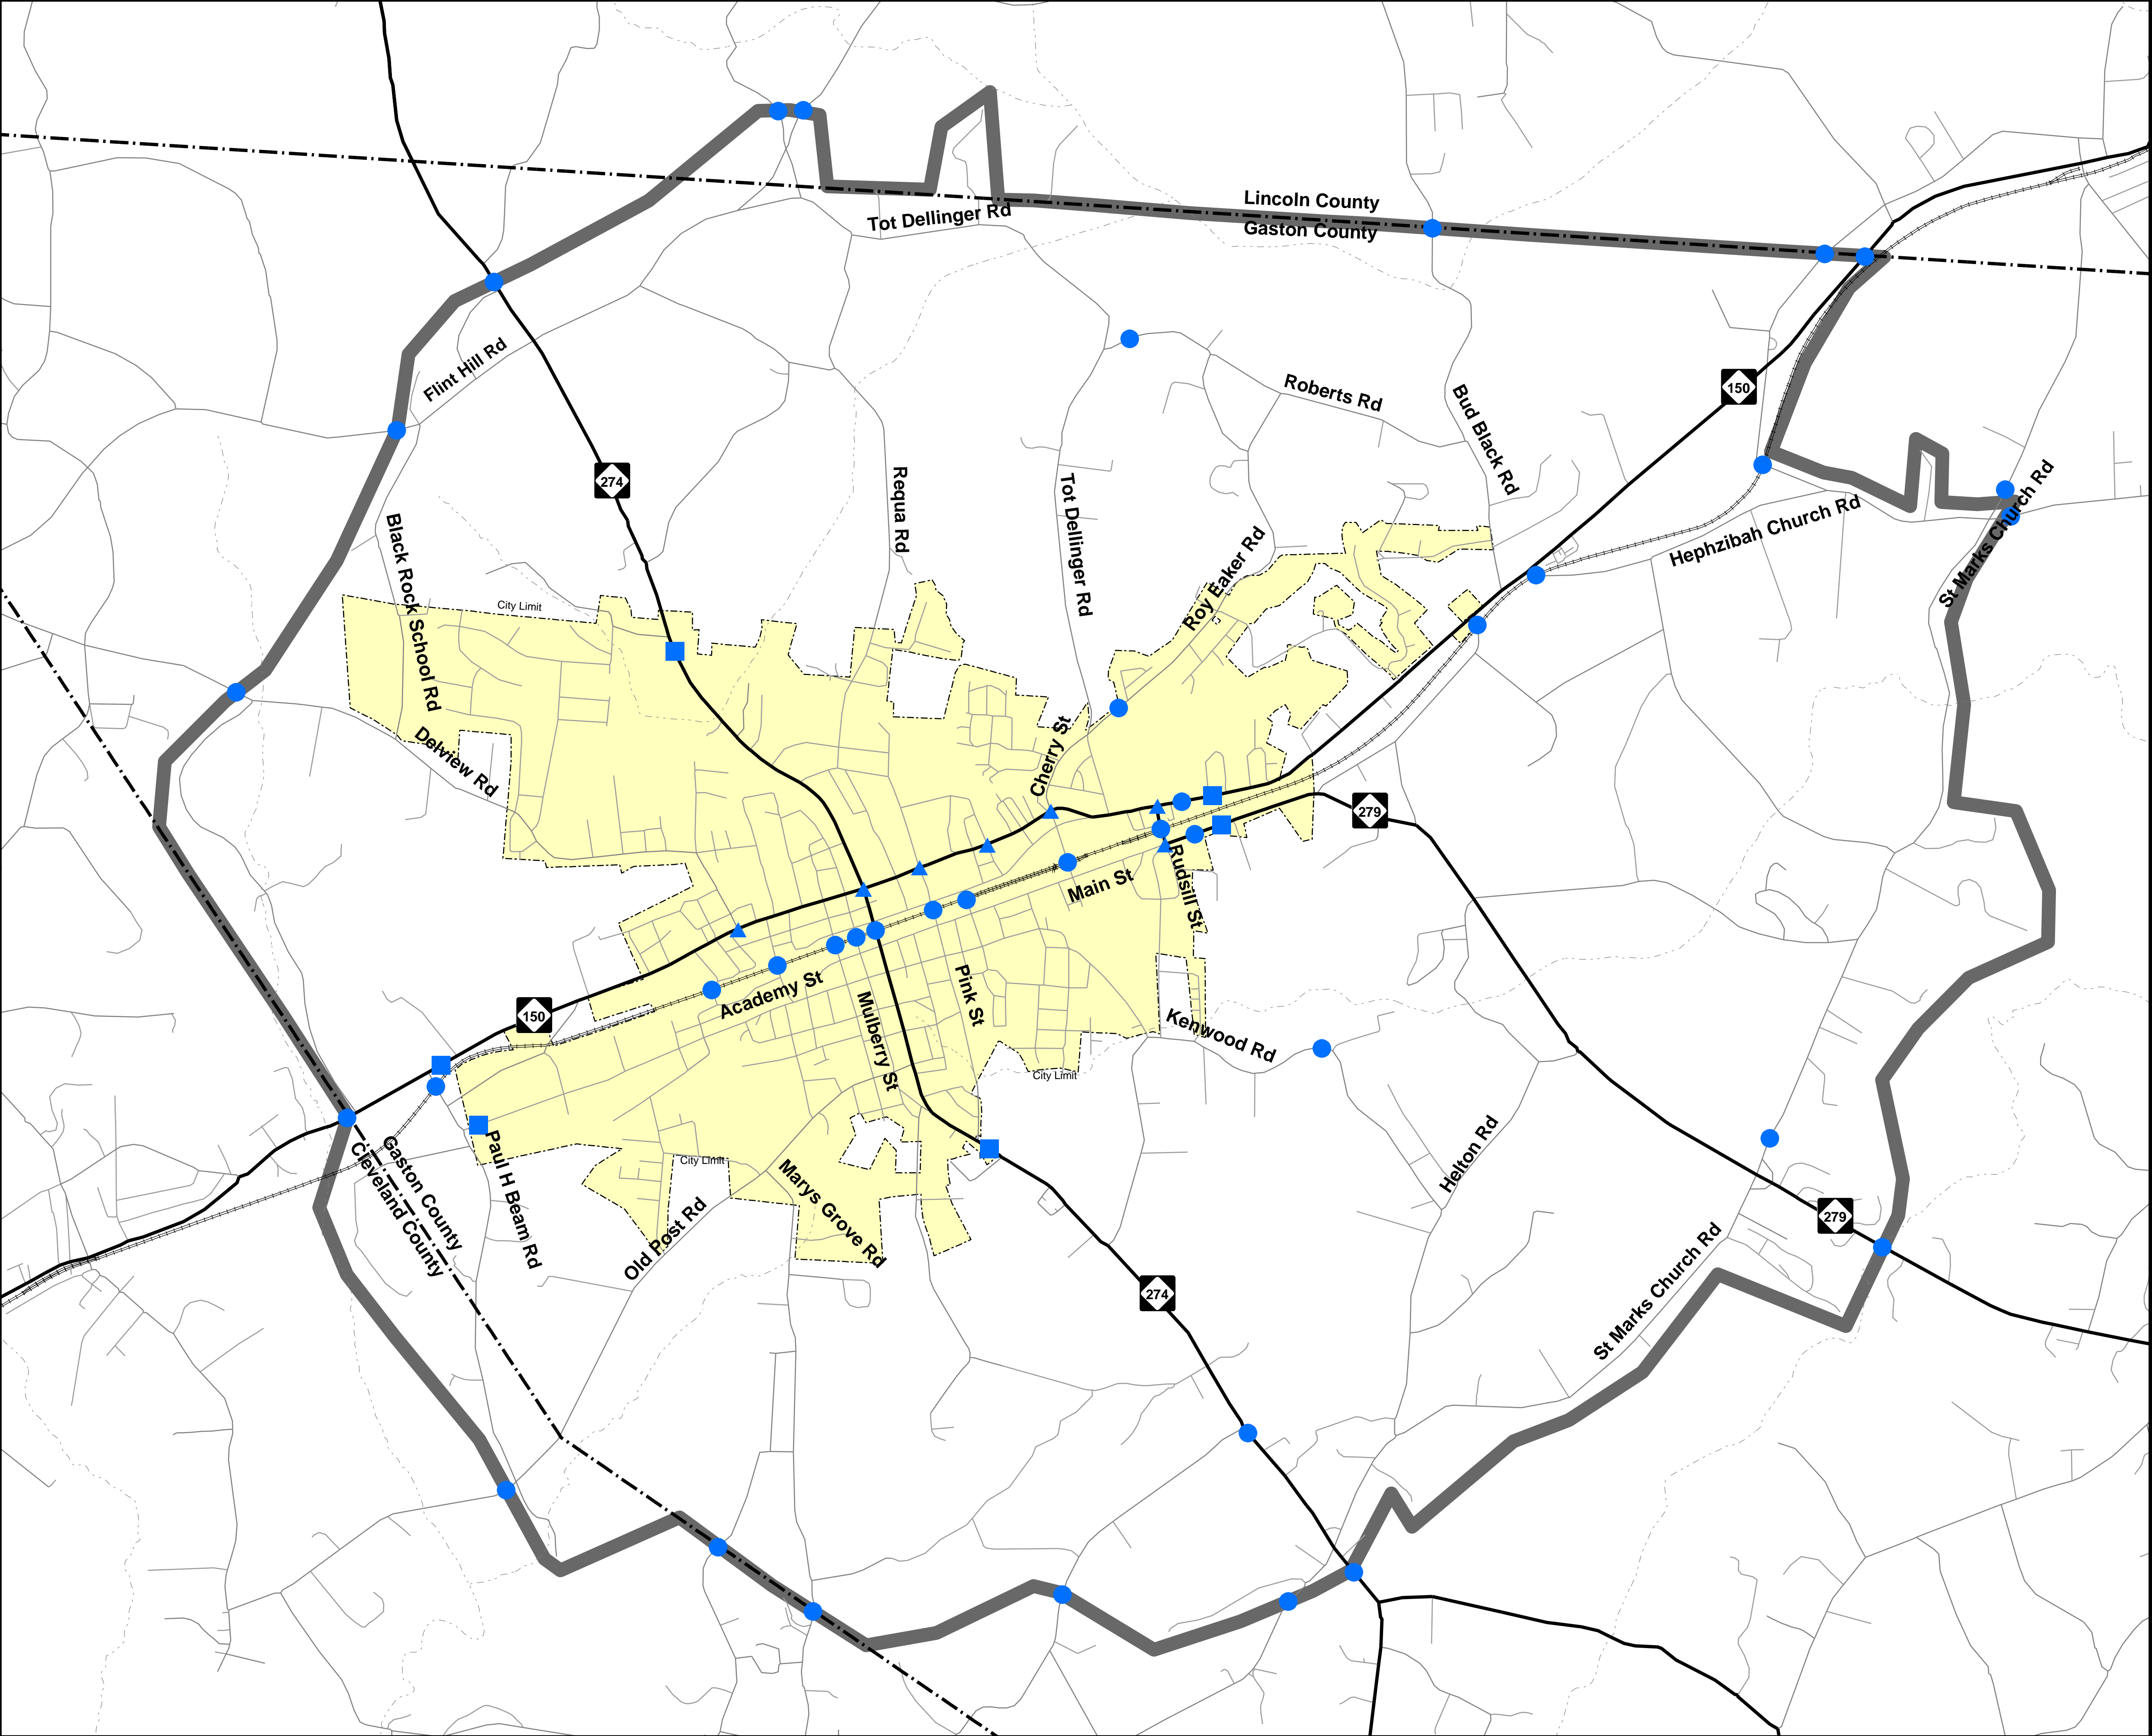 Lincoln County
Gaston County
Tot Dellinger Rd
Flint Hill Rd
Roberts Rd
Bud Black Rd
150
274
Requa Rd
Tot Dellinger Rd
St Marks Church Rd
Hephzibah Church Rd
Black Rock School Rd
Roy Eaker Rd
City Limit
Delview Rd
Cherry St
279
Main St
Rudsill St
Academy St
Pink St
Mulberry St
150
Kenwood Rd
City Limit
Gaston County
Cleveland County
Paul H Beam Rd
City Limit
Marys Grove Rd
Old Post Rd
Helton Rd
279
274
St Marks Church Rd